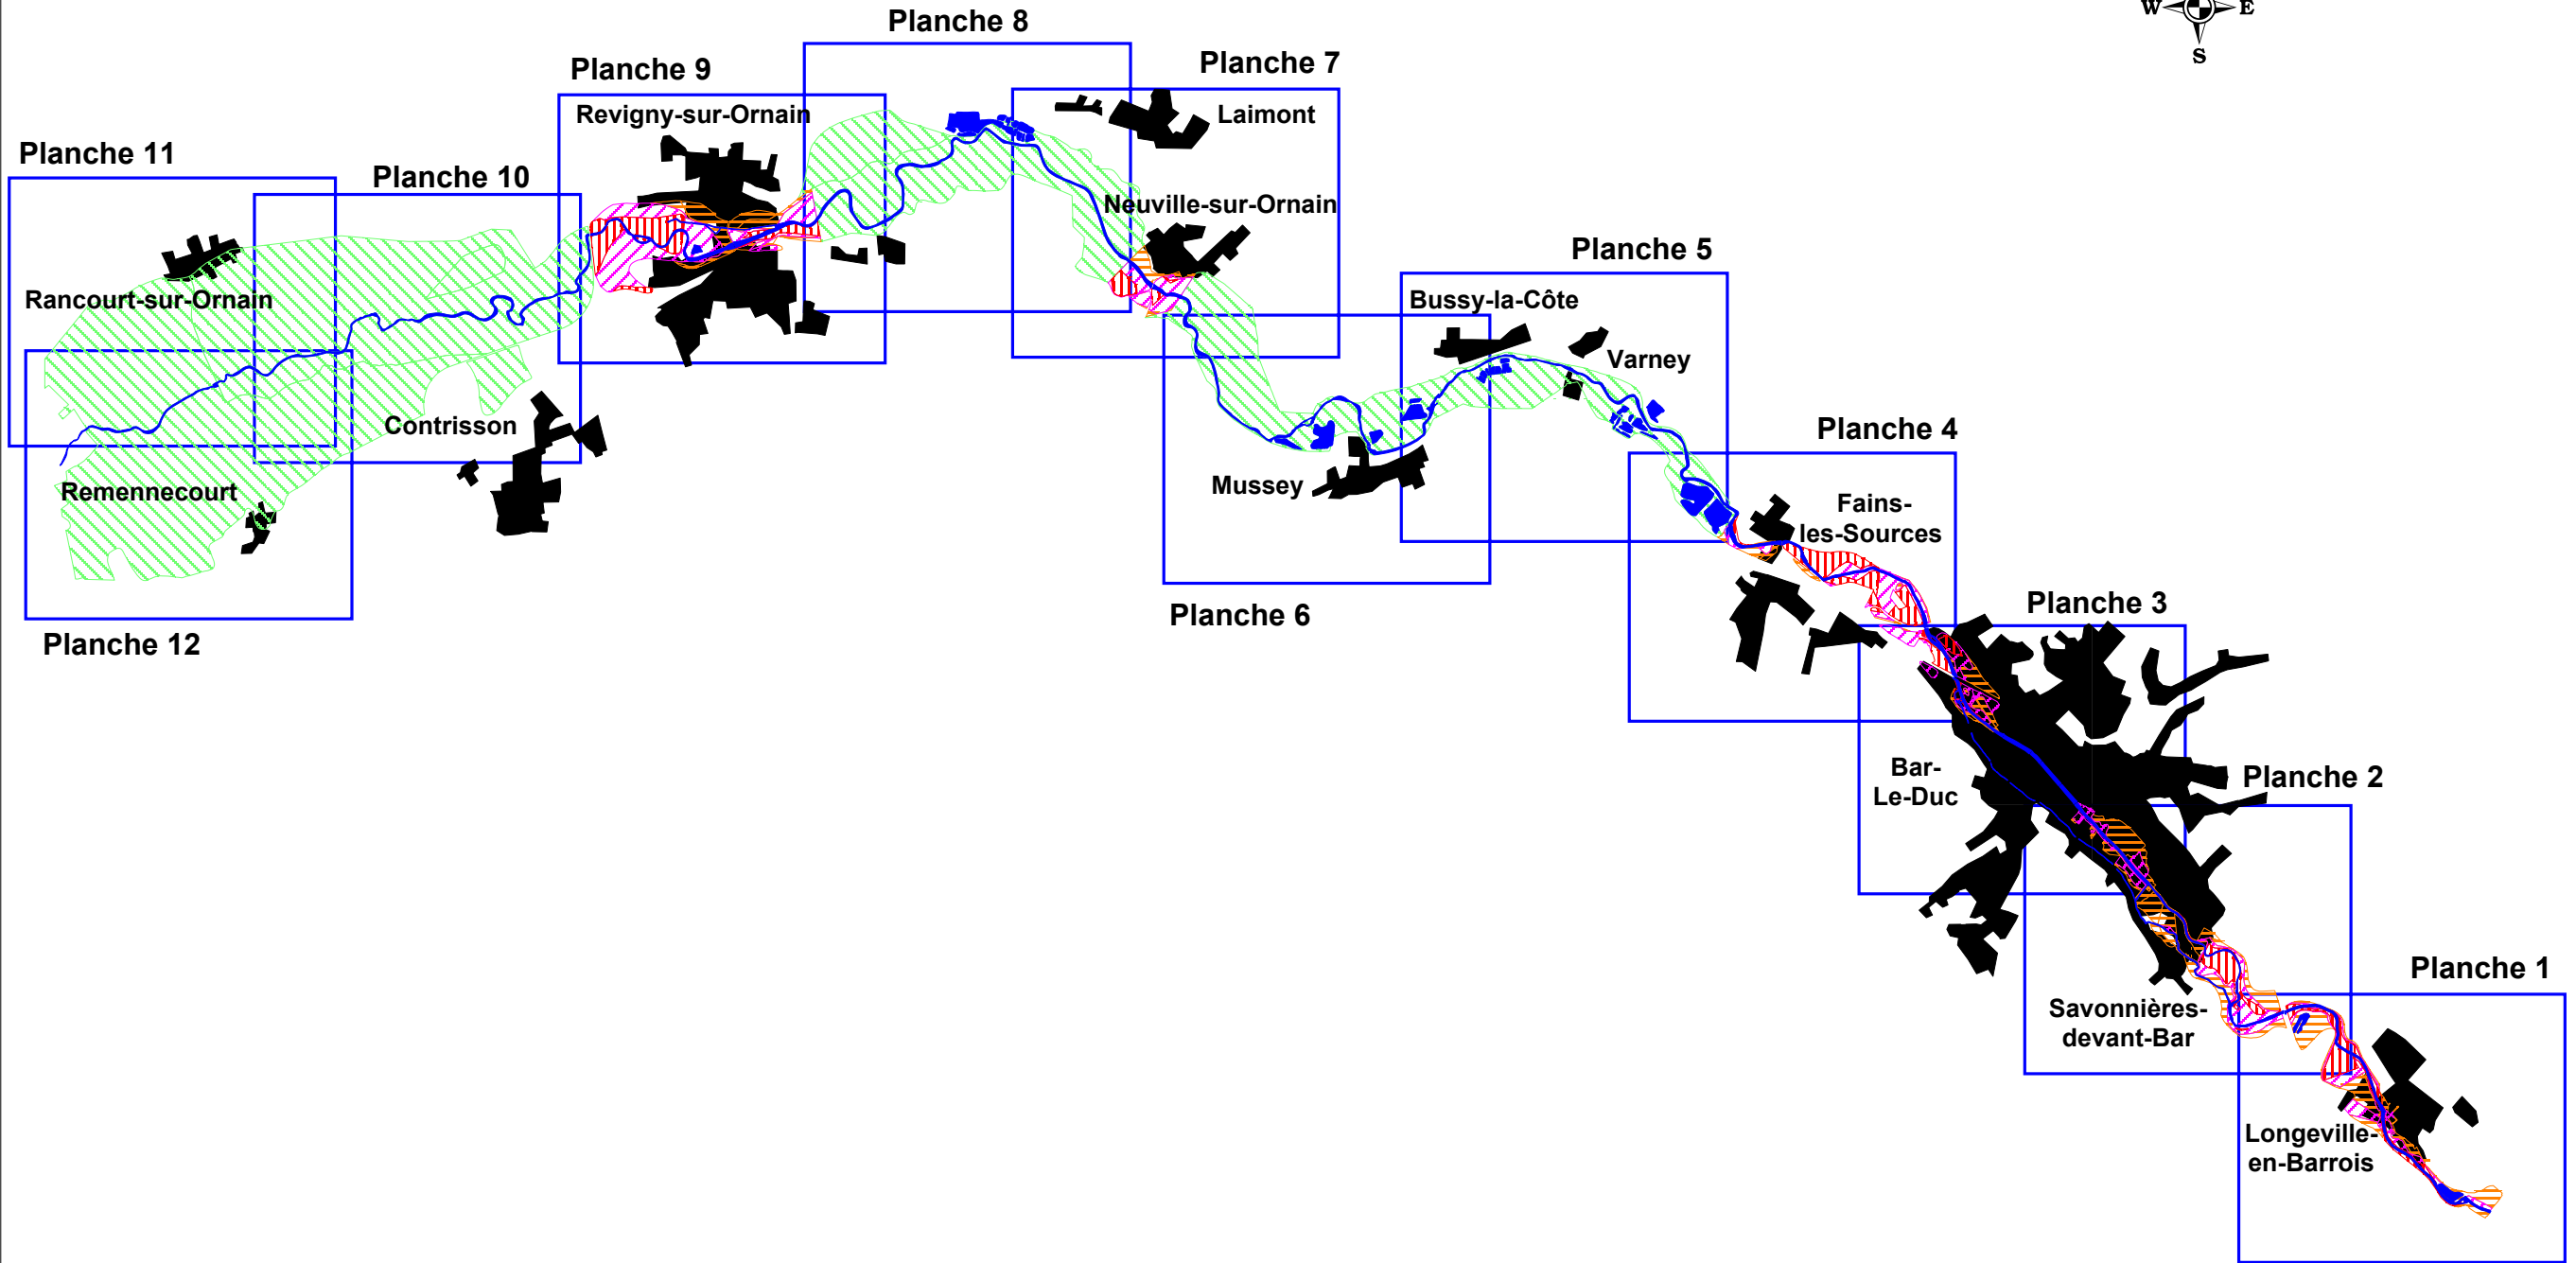 Planche 8
W E
S
Planche 9
Planche 7
Revigny-sur-Ornain
Laimont
Planche 11
Planche 10
Neuville-sur-Ornain
Planche 5
Rancourt-sur-Ornain
Bussy-la-Côte
Varney
Contrisson
Planche 4
Mussey
Remennecourt
Fains-
les-Sources
Planche 3
Planche 6
Planche 12
Bar-
Le-Duc
Planche 2
Planche 1
Savonnières-
devant-Bar
Longeville-
en-Barrois